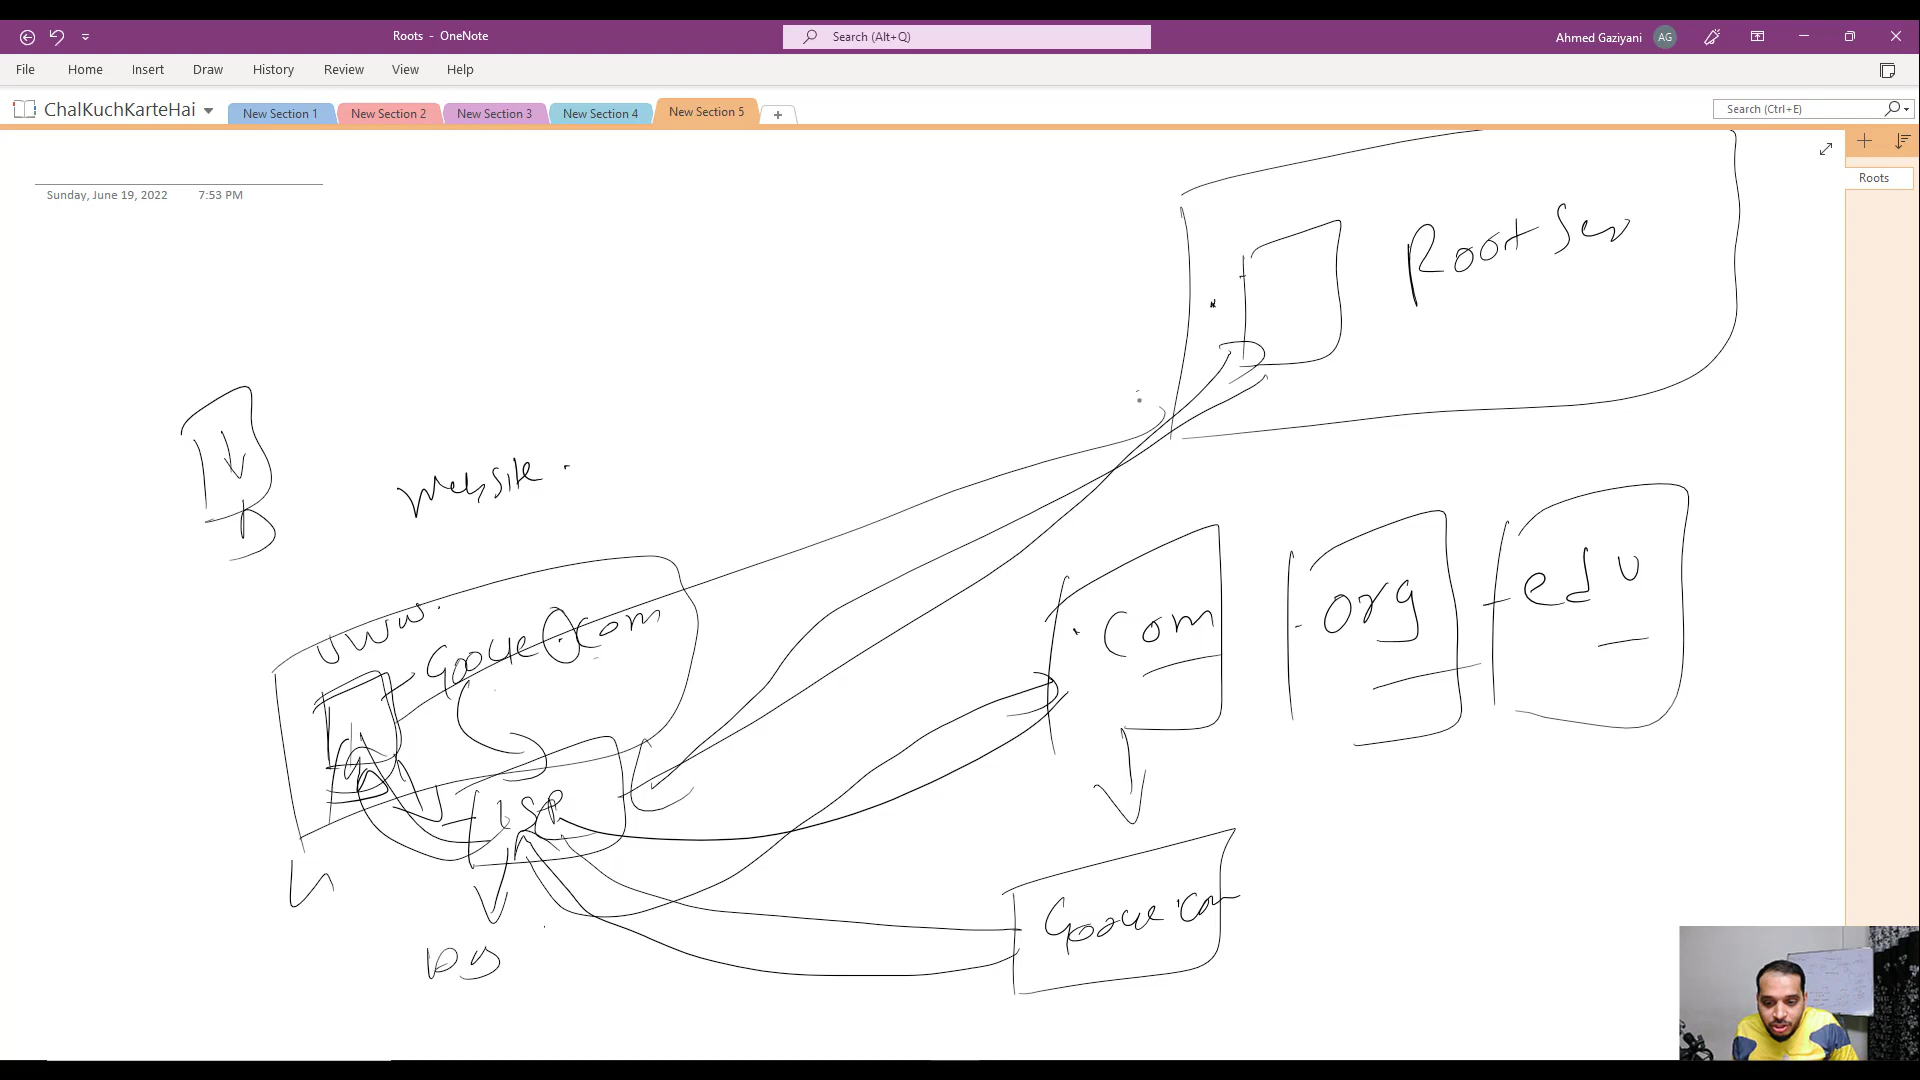 Roots - OneNote
Search (Alt+Q)
Ahmed Gaziyani
AG
File
Home
Insert
Draw
History
Review
View
Help
ChalKuchKarteHai
New Section 1
New Section 2
New Section 3
New Section 4
New Section 5
Search (Ctrl+E)
Roots
Sunday, June 19, 2022
7:53 PM
Root Ser
Website.
www.
Goole.com
. Com
. org
edu
ISP
Goole.com